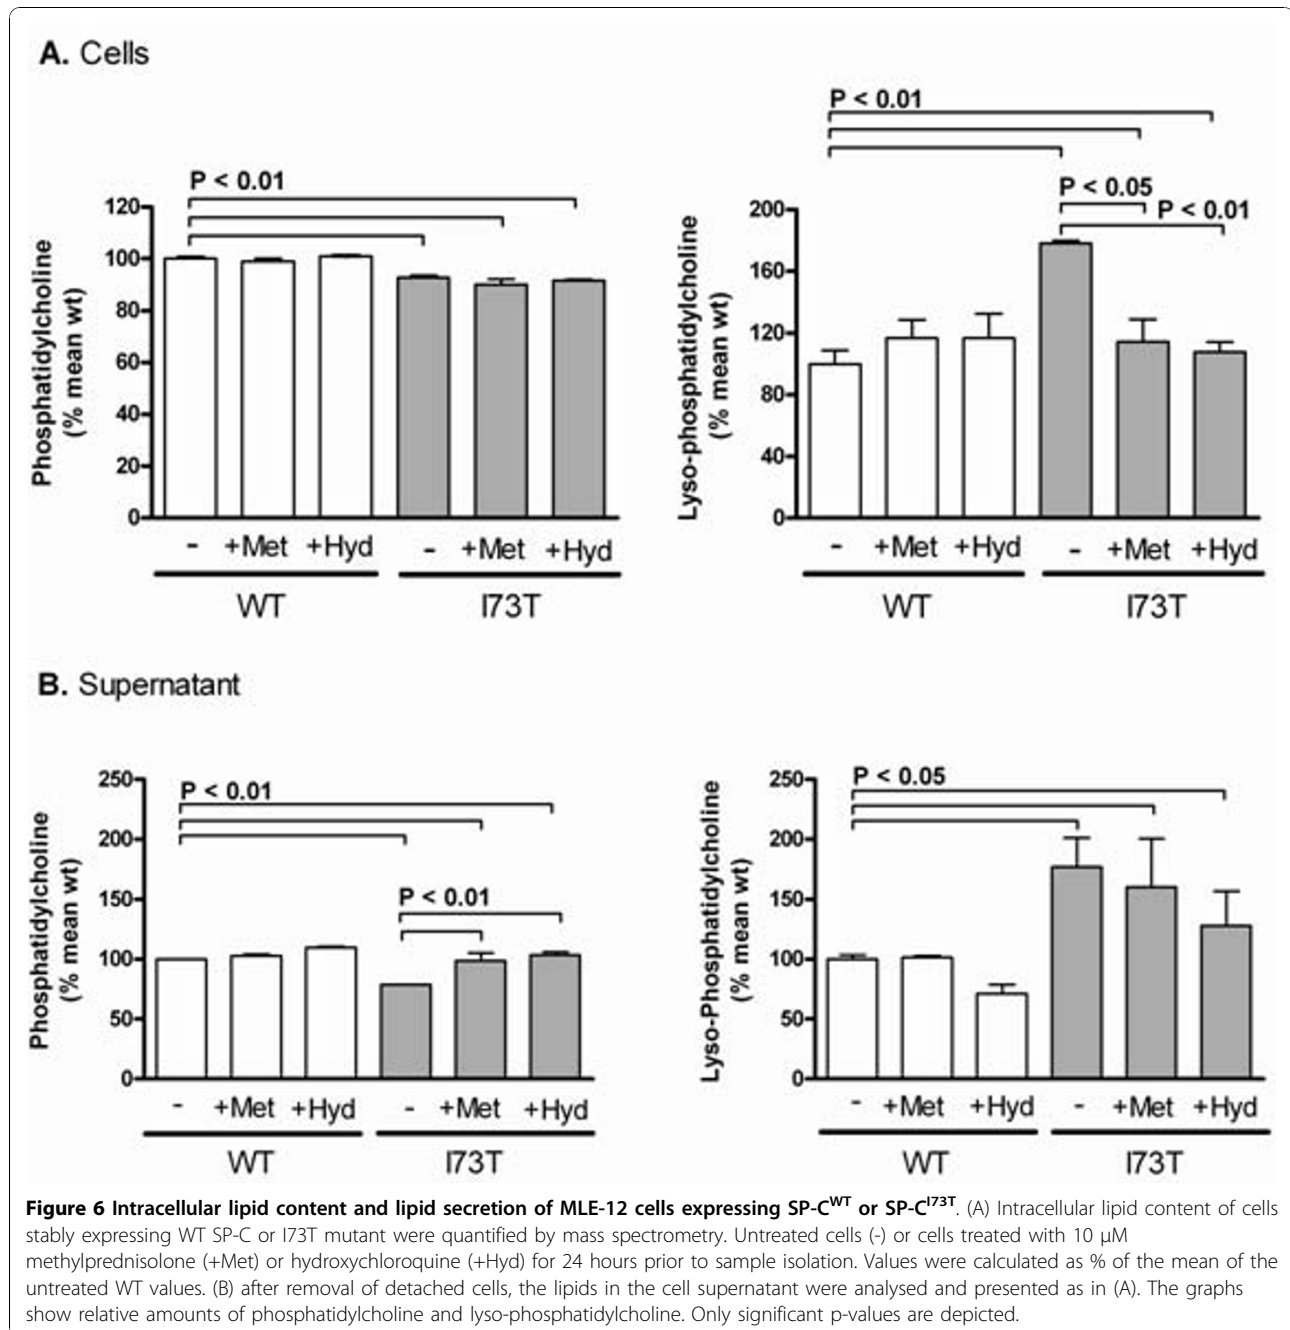 A. Cells
P < 0.01
P < 0.01
P < 0.05
P < 0.01
Phosphatidylcholine
(% mean wt)
120
100
80
60
40
20
0
- +Met +Hyd - +Met +Hyd
WT I73T
Lyso-phosphatidylcholine
(% mean wt)
200
160
120
80
40
0
- +Met +Hyd - +Met +Hyd
WT I73T
B. Supernatant
P < 0.01
P < 0.01
Phosphatidylcholine
(% mean wt)
250
200
150
100
50
0
- +Met +Hyd - +Met +Hyd
WT I73T
P < 0.05
Lyso-Phosphatidylcholine
(% mean wt)
250
200
150
100
50
0
- +Met +Hyd - +Met +Hyd
WT I73T
Figure 6 Intracellular lipid content and lipid secretion of MLE-12 cells expressing SP-C^WT or SP-C^I73T. (A) Intracellular lipid content of cells
stably expressing WT SP-C or I73T mutant were quantified by mass spectrometry. Untreated cells (-) or cells treated with 10 μM
methylprednisolone (+Met) or hydroxychloroquine (+Hyd) for 24 hours prior to sample isolation. Values were calculated as % of the mean of the
untreated WT values. (B) after removal of detached cells, the lipids in the cell supernatant were analysed and presented as in (A). The graphs
show relative amounts of phosphatidylcholine and lyso-phosphatidylcholine. Only significant p-values are depicted.